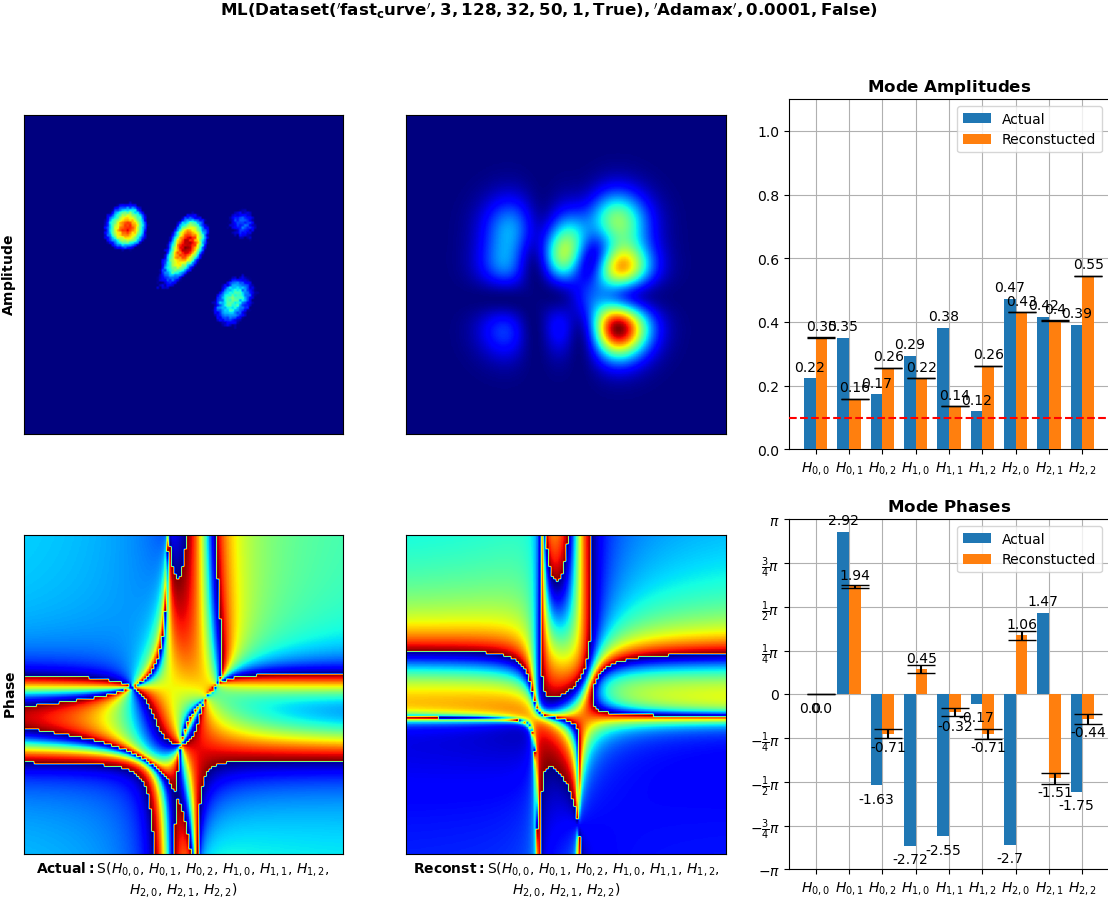 ML(Dataset('fast_curve', 3, 128, 32, 50, 1, True), 'Adamax', 0.0001, False)
Amplitude
Mode Amplitudes
Actual
Reconstucted
1.0
0.8
0.6
0.4
0.2
0.0
0.22
0.35
0.35
0.16
0.17
0.26
0.29
0.22
0.38
0.14
0.12
0.26
0.47
0.43
0.42
0.4
0.39
0.55
H0,0 H0,1 H0,2 H1,0 H1,1 H1,2 H2,0 H2,1 H2,2
Phase
Mode Phases
Actual
Reconstucted
π
3/4π
1/2π
1/4π
0
−1/4π
−1/2π
−3/4π
−π
0.0
0.0
2.92
1.94
-1.63
-0.71
-2.72
0.45
-2.55
-0.32
-0.17
-0.71
-2.7
1.06
1.47
-1.51
-1.75
-0.44
H0,0 H0,1 H0,2 H1,0 H1,1 H1,2 H2,0 H2,1 H2,2
Actual: S(H0,0, H0,1, H0,2, H1,0, H1,1, H1,2,
H2,0, H2,1, H2,2)
Reconst: S(H0,0, H0,1, H0,2, H1,0, H1,1, H1,2,
H2,0, H2,1, H2,2)